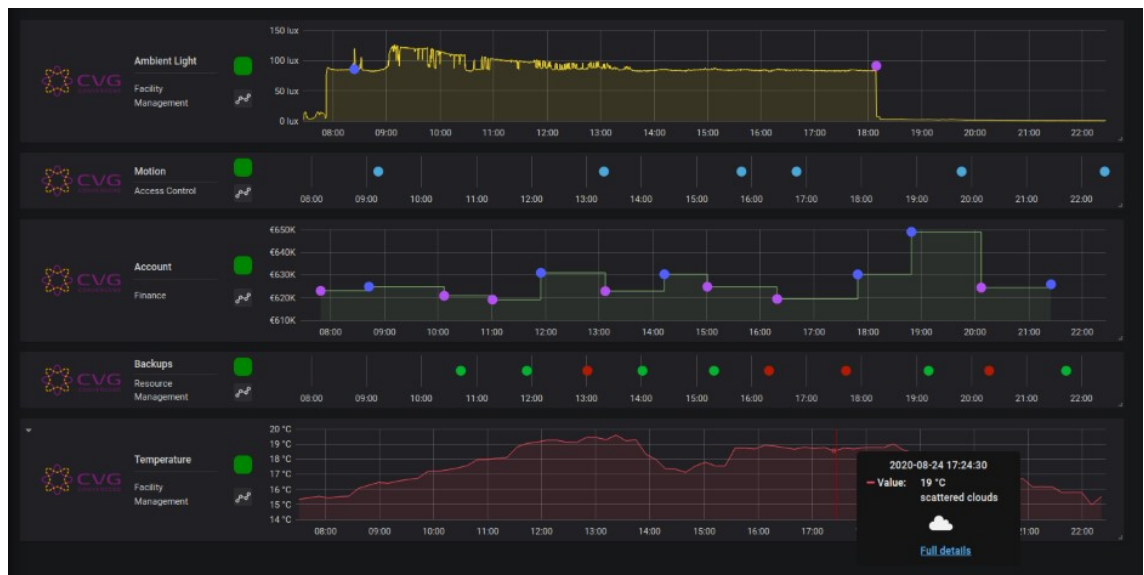 150 lux
100 lux
50 lux
0 lux
CVG
Ambient Light
Facility
Management
08:00 09:00 10:00 11:00 12:00 13:00 14:00 15:00 16:00 17:00 18:00 19:00 20:00 21:00 22:00
CVG
Motion
Access Control
08:00 09:00 10:00 11:00 12:00 13:00 14:00 15:00 16:00 17:00 18:00 19:00 20:00 21:00 22:00
€650K
€640K
€630K
€620K
€610K
CVG
Account
Finance
08:00 09:00 10:00 11:00 12:00 13:00 14:00 15:00 16:00 17:00 18:00 19:00 20:00 21:00 22:00
CVG
Backups
Resource
Management
08:00 09:00 10:00 11:00 12:00 13:00 14:00 15:00 16:00 17:00 18:00 19:00 20:00 21:00 22:00
20 °C
19 °C
18 °C
17 °C
16 °C
15 °C
14 °C
CVG
Temperature
Facility
Management
08:00 09:00 10:00 11:00 12:00 13:00 14:00 15:00 16:00 17:00 22:00
2020-08-24 17:24:30
Value: 19 °C
scattered clouds
Full details